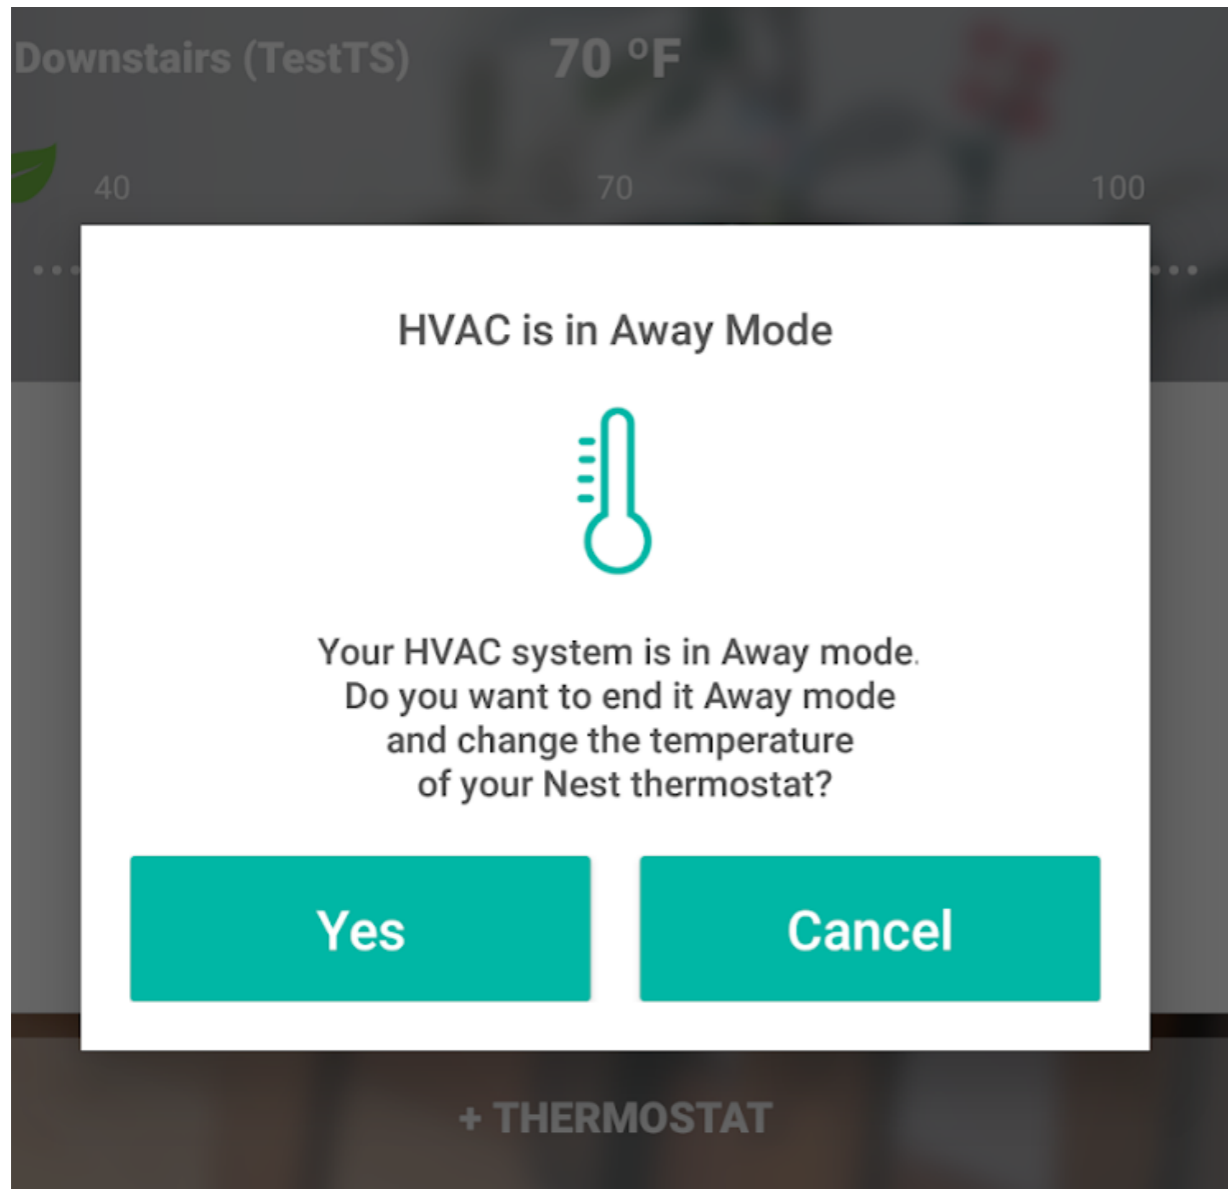 Downstairs (TestTS) 70 ºF
40 70 100
HVAC is in Away Mode
Your HVAC system is in Away mode.
Do you want to end it Away mode
and change the temperature
of your Nest thermostat?
Yes Cancel
+ THERMOSTAT